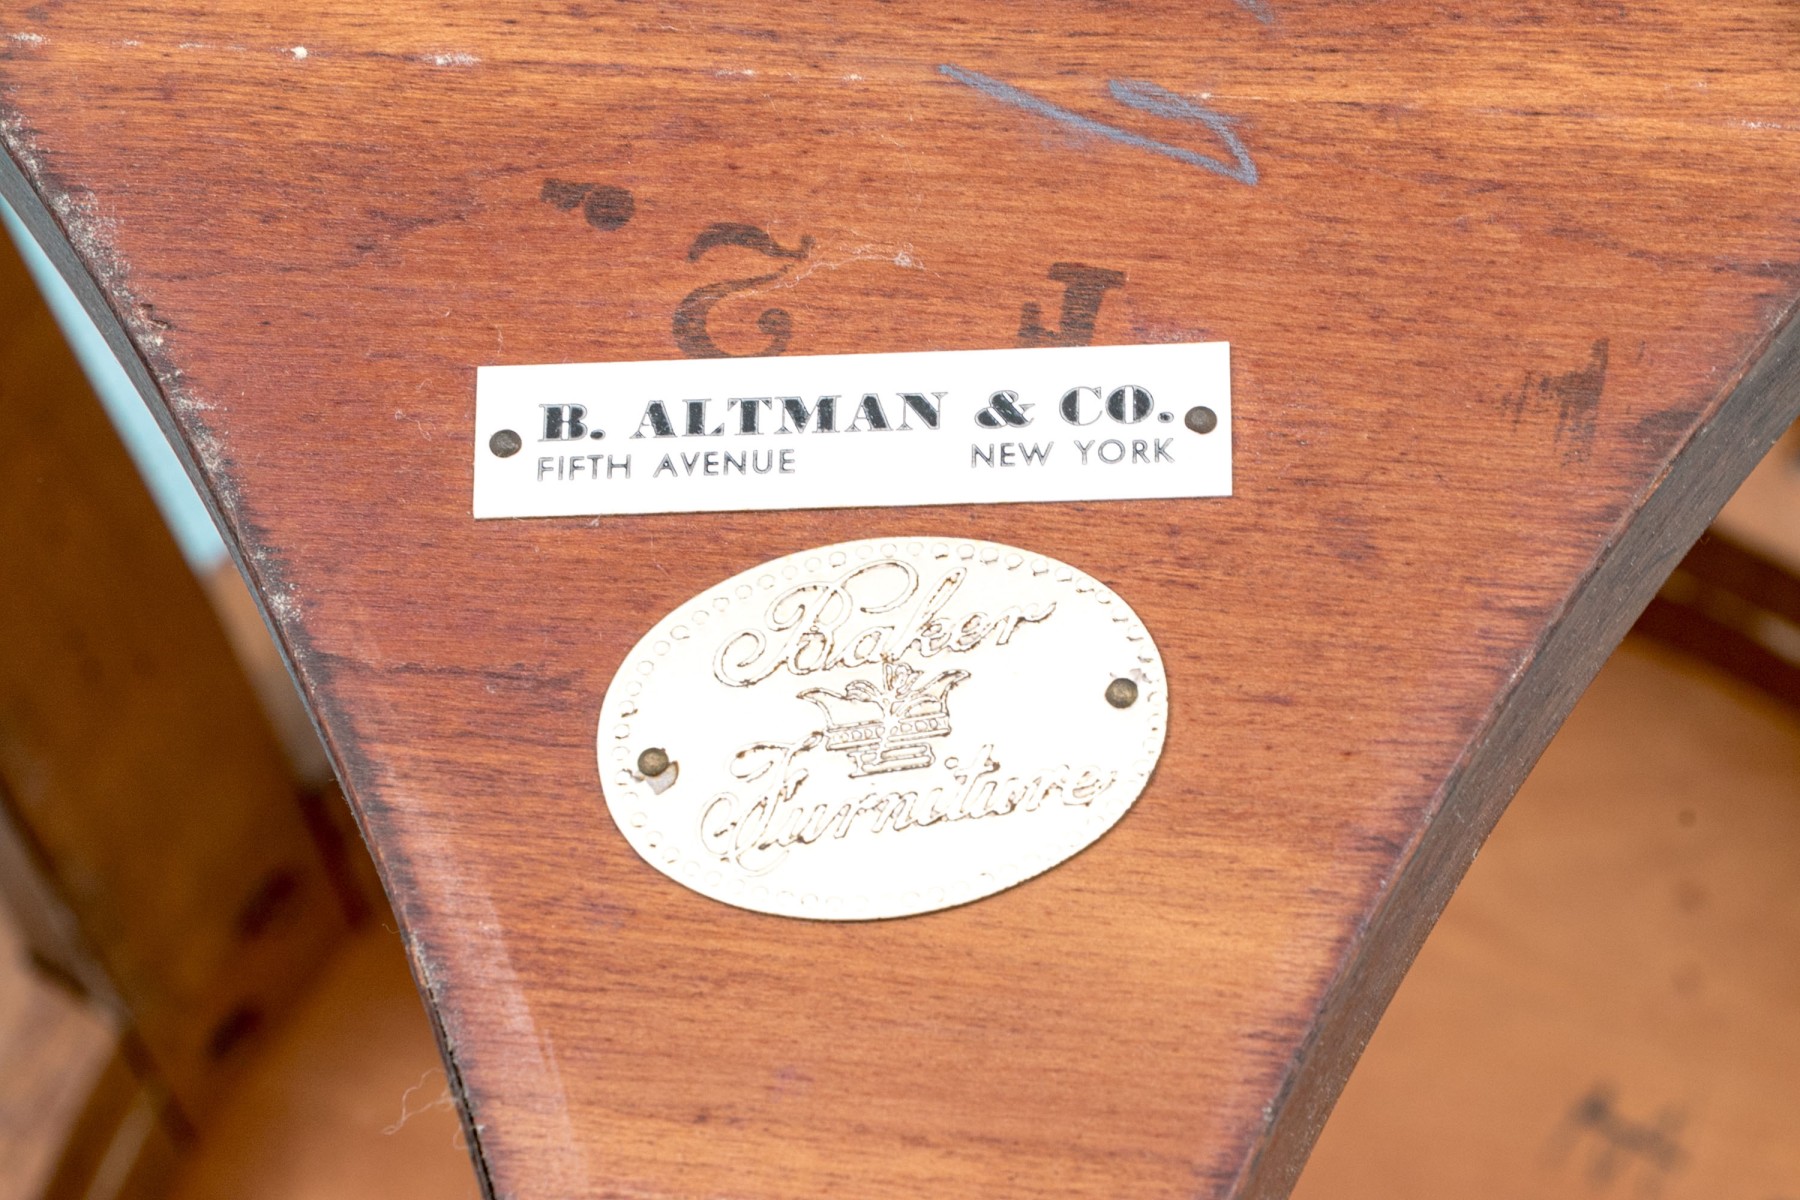 B. ALTMAN & CO.
FIFTH AVENUE NEW YORK
Baker
Furniture